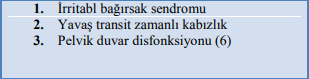 1. İrritabl bağırsak sendromu
2. Yavaş transit zamanlı kabızlık
3. Pelvik duvar disfonksiyonu (6)